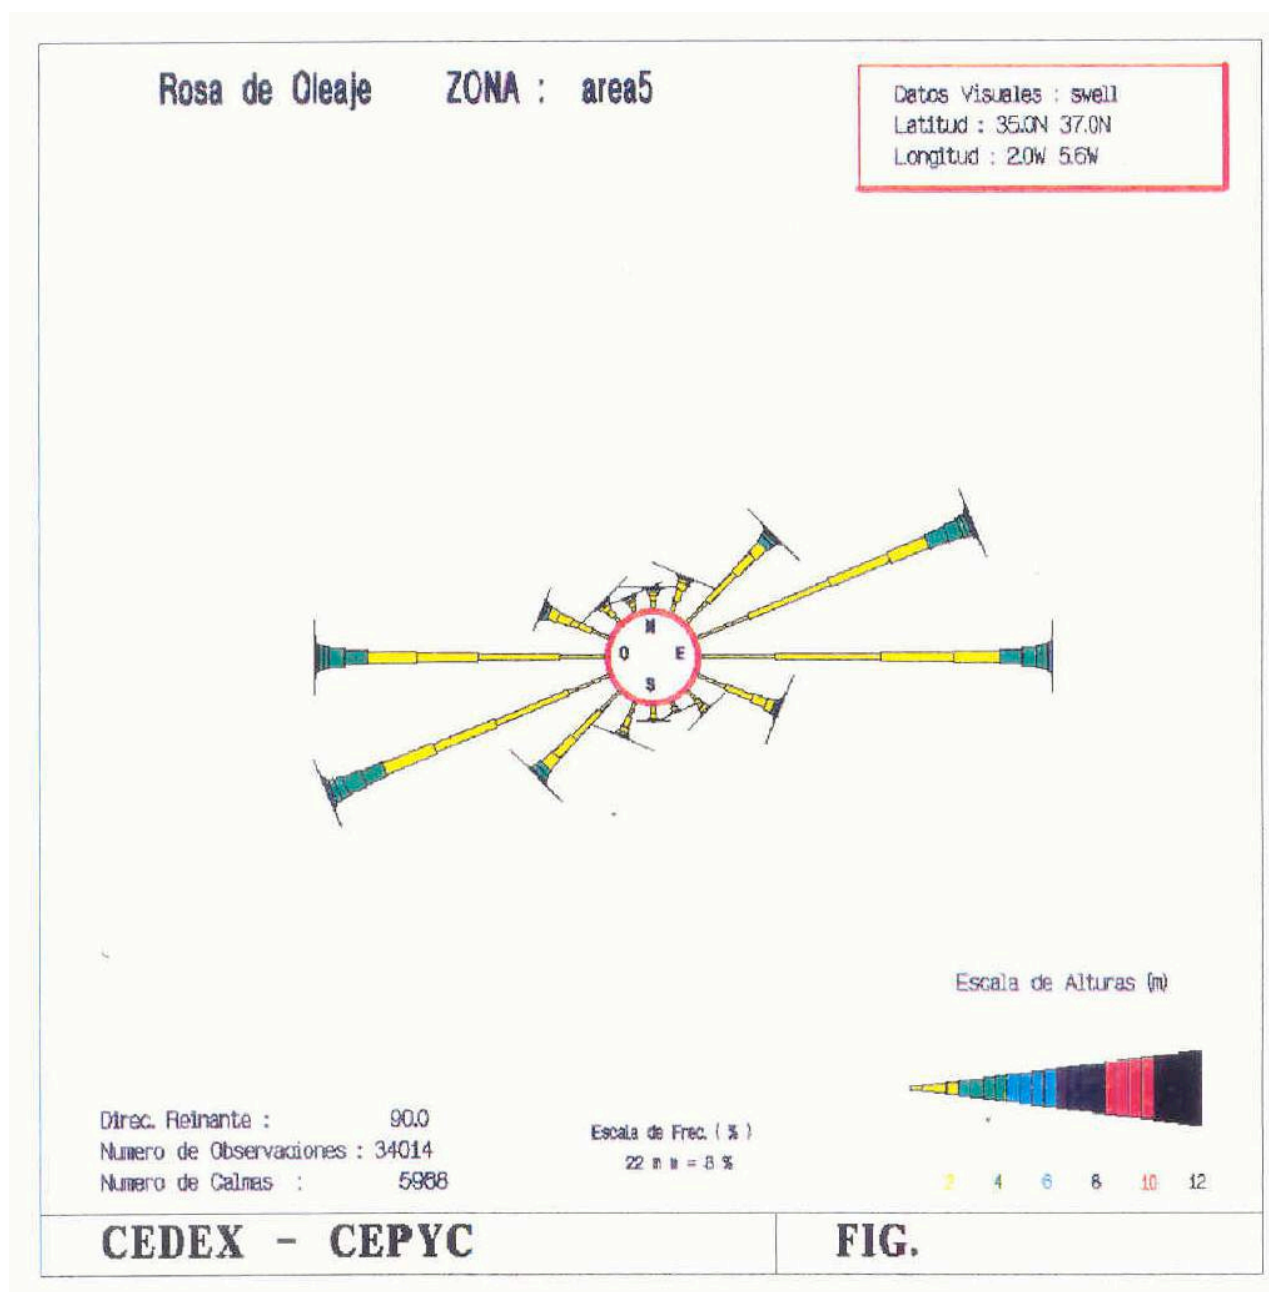 Rosa de Oleaje ZONA : area5
Datos Visuales : swell
Latitud : 35.0N 37.0N
Longitud : 2.0W 5.6W
N
O E
S
Escala de Alturas (m)
Direc. Reinante : 90.0
Numero de Observaciones : 34014
Numero de Calmas :
Escala de Frec. ( % )
22 m m = %
2 4 6 8 10 12
CEDEX - CEPYC
FIG.